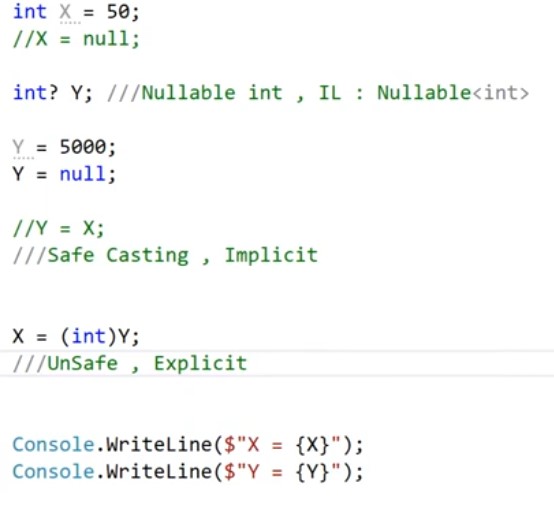 int X = 50;
//X = null;
int? Y; ///Nullable int , IL : Nullable<int>
Y = 5000;
Y = null;
//Y = X;
///Safe Casting , Implicit
X = (int)Y;
///UnSafe , Explicit
Console.WriteLine($"X = {X}");
Console.WriteLine($"Y = {Y}");